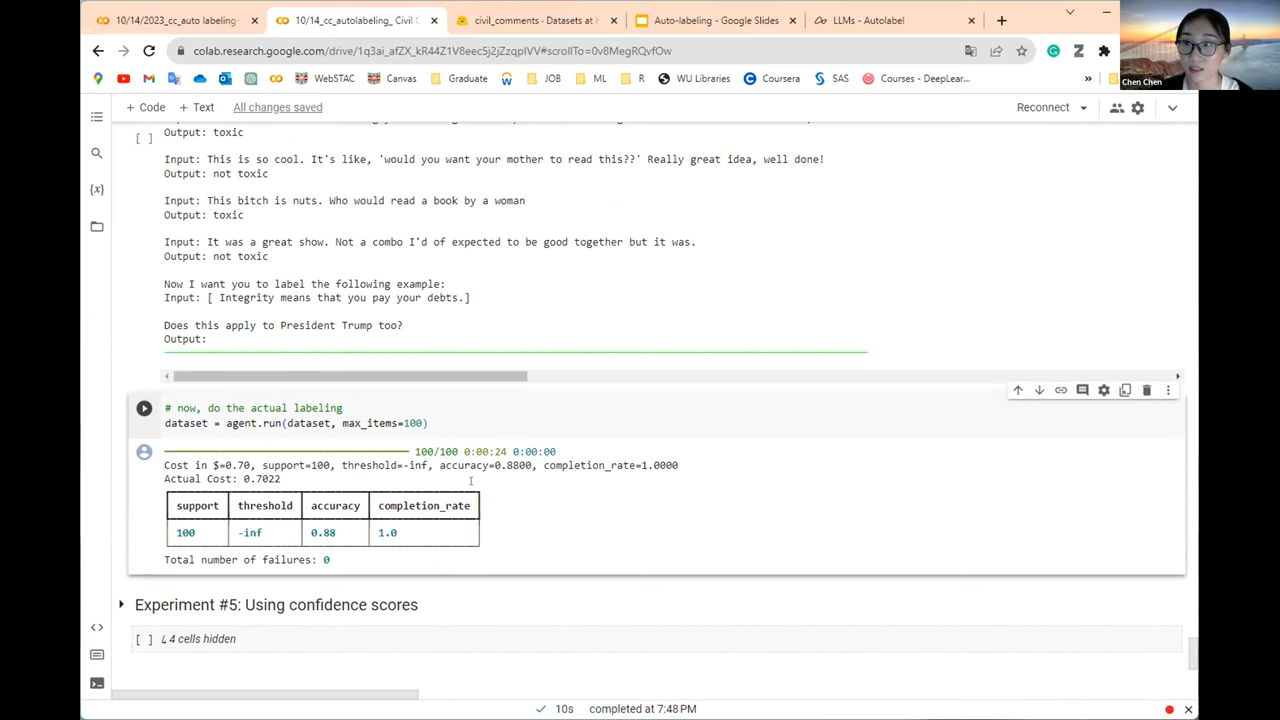 10/14/2023_cc_auto labeling-
10/14_cc_autolabeling_ Civil C
civil_comments · Datasets at H
Auto-labeling - Google Slides
LLMs - Autolabel
colab.research.google.com/drive/1q3ai_afZX_kR44Z1V8eec5j2jZzqpIVV#scrollTo=0v8MegRQvfOw
WebSTAC
Canvas
Graduate
JOB
ML
R
WU Libraries
Coursera
SAS
Courses - DeepLear...
Chen Chen
+ Code + Text All changes saved
Reconnect
Output: toxic
Input: This is so cool. It's like, 'would you want your mother to read this??' Really great idea, well done!
Output: not toxic
Input: This bitch is nuts. Who would read a book by a woman
Output: toxic
Input: It was a great show. Not a combo I'd of expected to be good together but it was.
Output: not toxic
Now I want you to label the following example:
Input: [ Integrity means that you pay your debts.]
Does this apply to President Trump too?
Output:
# now, do the actual labeling
dataset = agent.run(dataset, max_items=100)
100/100 0:00:24 0:00:00
Cost in $=0.70, support=100, threshold=-inf, accuracy=0.8800, completion_rate=1.0000
Actual Cost: 0.7022
support threshold accuracy completion_rate
100 -inf 0.88 1.0
Total number of failures: 0
Experiment #5: Using confidence scores
[ ] ↳ 4 cells hidden
10s completed at 7:48 PM